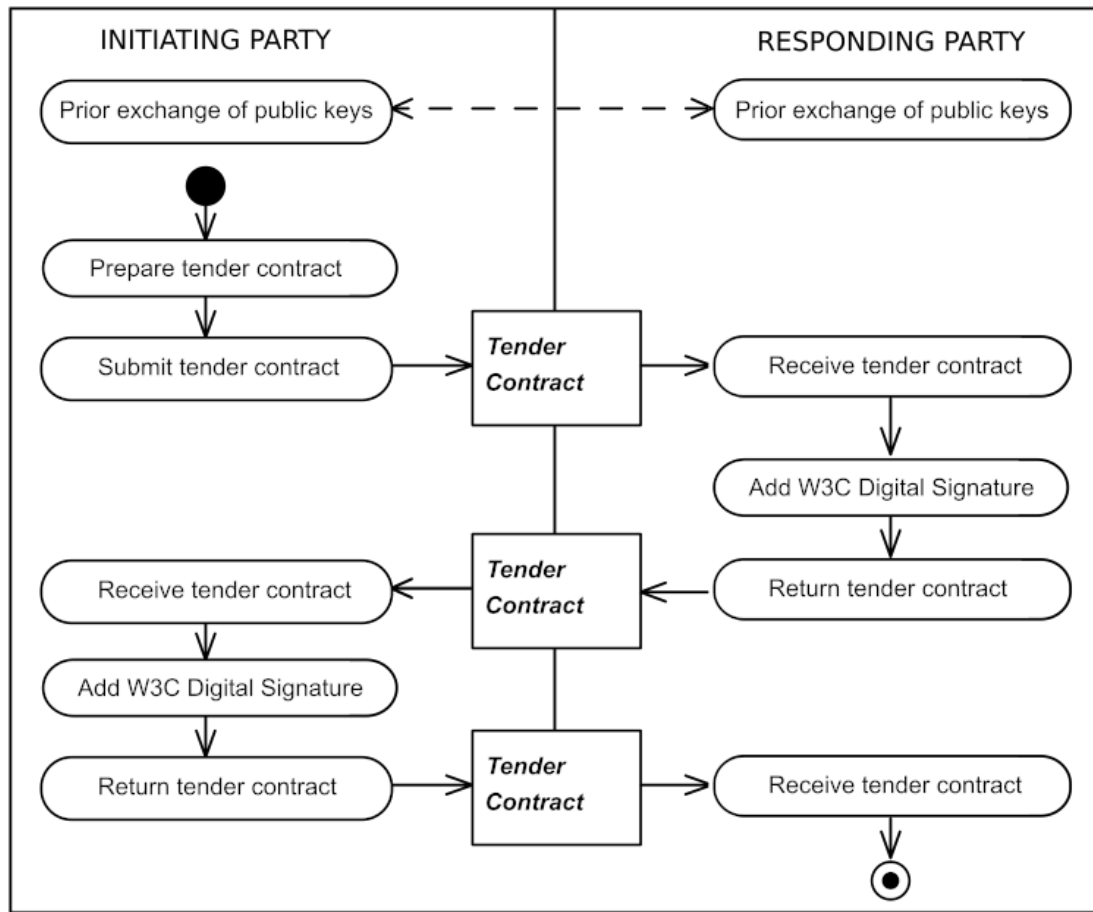 INITIATING PARTY
RESPONDING PARTY
Prior exchange of public keys
Prior exchange of public keys
Prepare tender contract
Submit tender contract
Tender
Contract
Receive tender contract
Add W3C Digital Signature
Return tender contract
Tender
Contract
Receive tender contract
Add W3C Digital Signature
Return tender contract
Tender
Contract
Receive tender contract